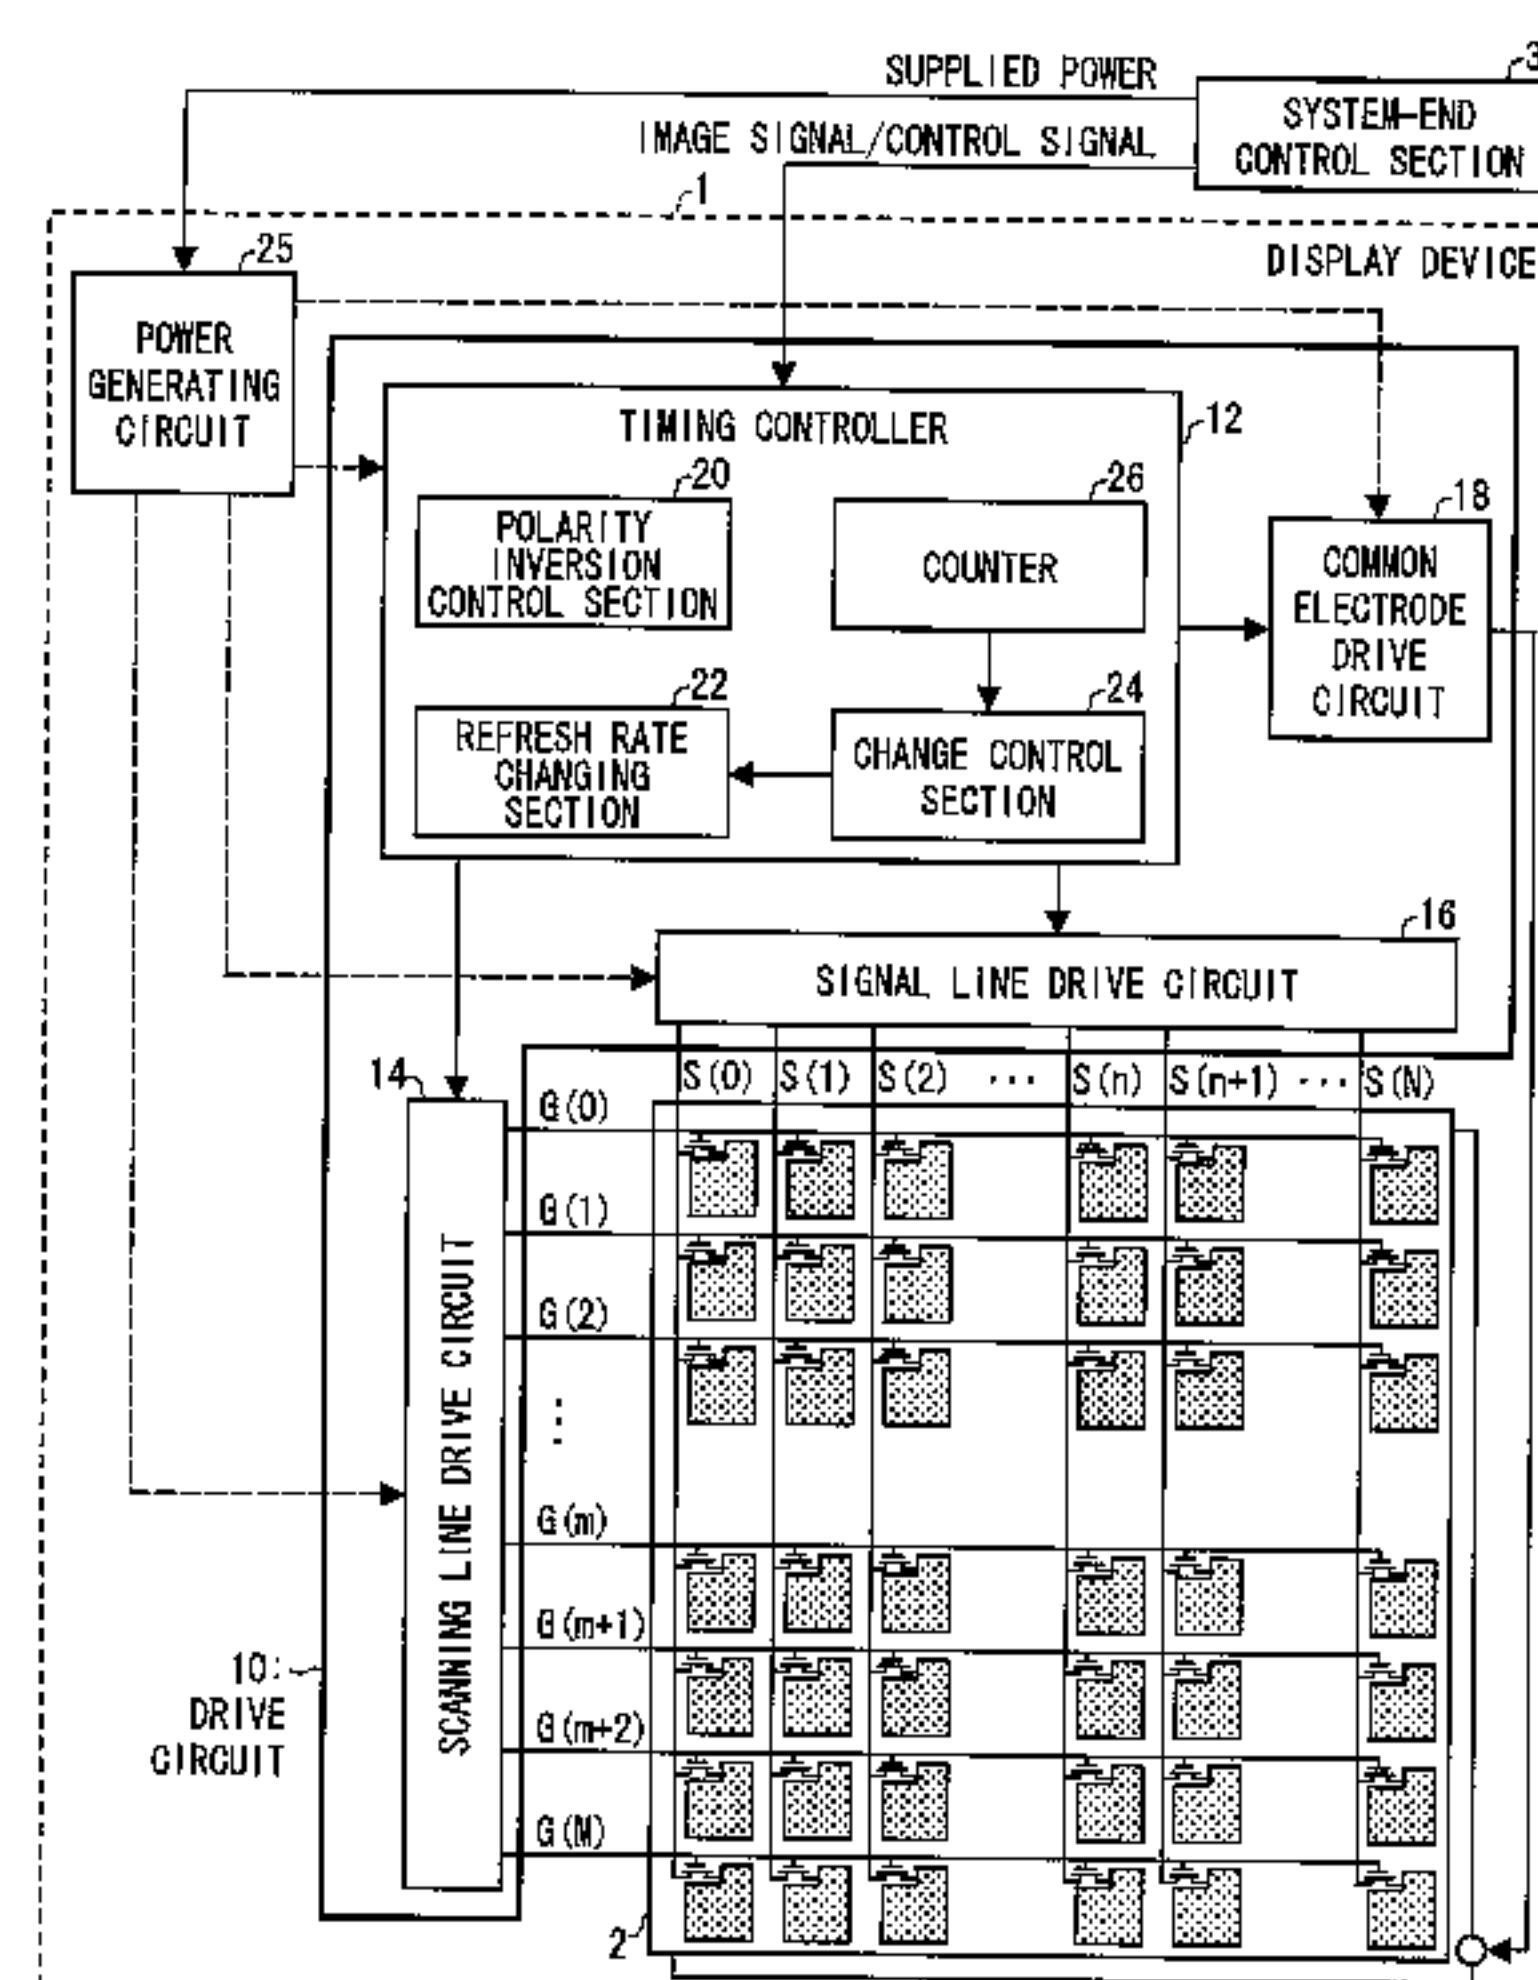 SUPPLIED POWER
3
SYSTEM-END
CONTROL SECTION
IMAGE SIGNAL/CONTROL SIGNAL
1
DISPLAY DEVICE
25
POWER
GENERATING
CIRCUIT
TIMING CONTROLLER
12
20
POLARITY
INVERSION
CONTROL SECTION
26
COUNTER
18
COMMON
ELECTRODE
DRIVE
CIRCUIT
22
REFRESH RATE
CHANGING
SECTION
24
CHANGE CONTROL
SECTION
16
SIGNAL LINE DRIVE CIRCUIT
14
S(0) S(1) S(2) ... S(n) S(n+1) ... S(N)
G(0)
G(1)
G(2)
...
G(m)
G(m+1)
G(m+2)
G(M)
SCANNING LINE DRIVE CIRCUIT
10:
DRIVE
CIRCUIT
2